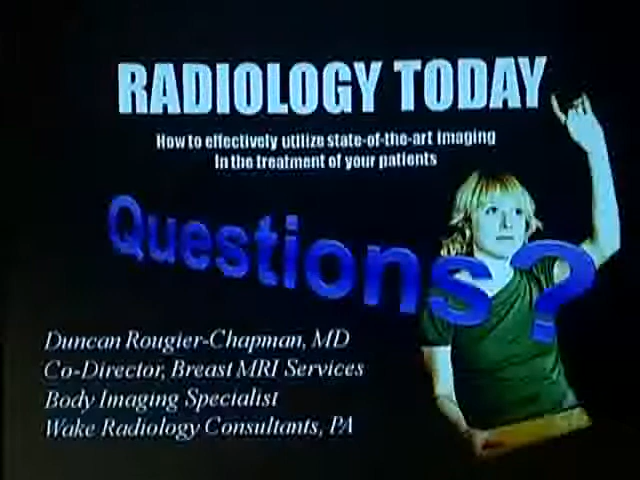 RADIOLOGY TODAY
How to effectively utilize state-of-the-art imaging
in the treatment of your patients
Questions?
Duncan Rougier-Chapman, MD
Co-Director, Breast MRI Services
Body Imaging Specialist
Wake Radiology Consultants, PA